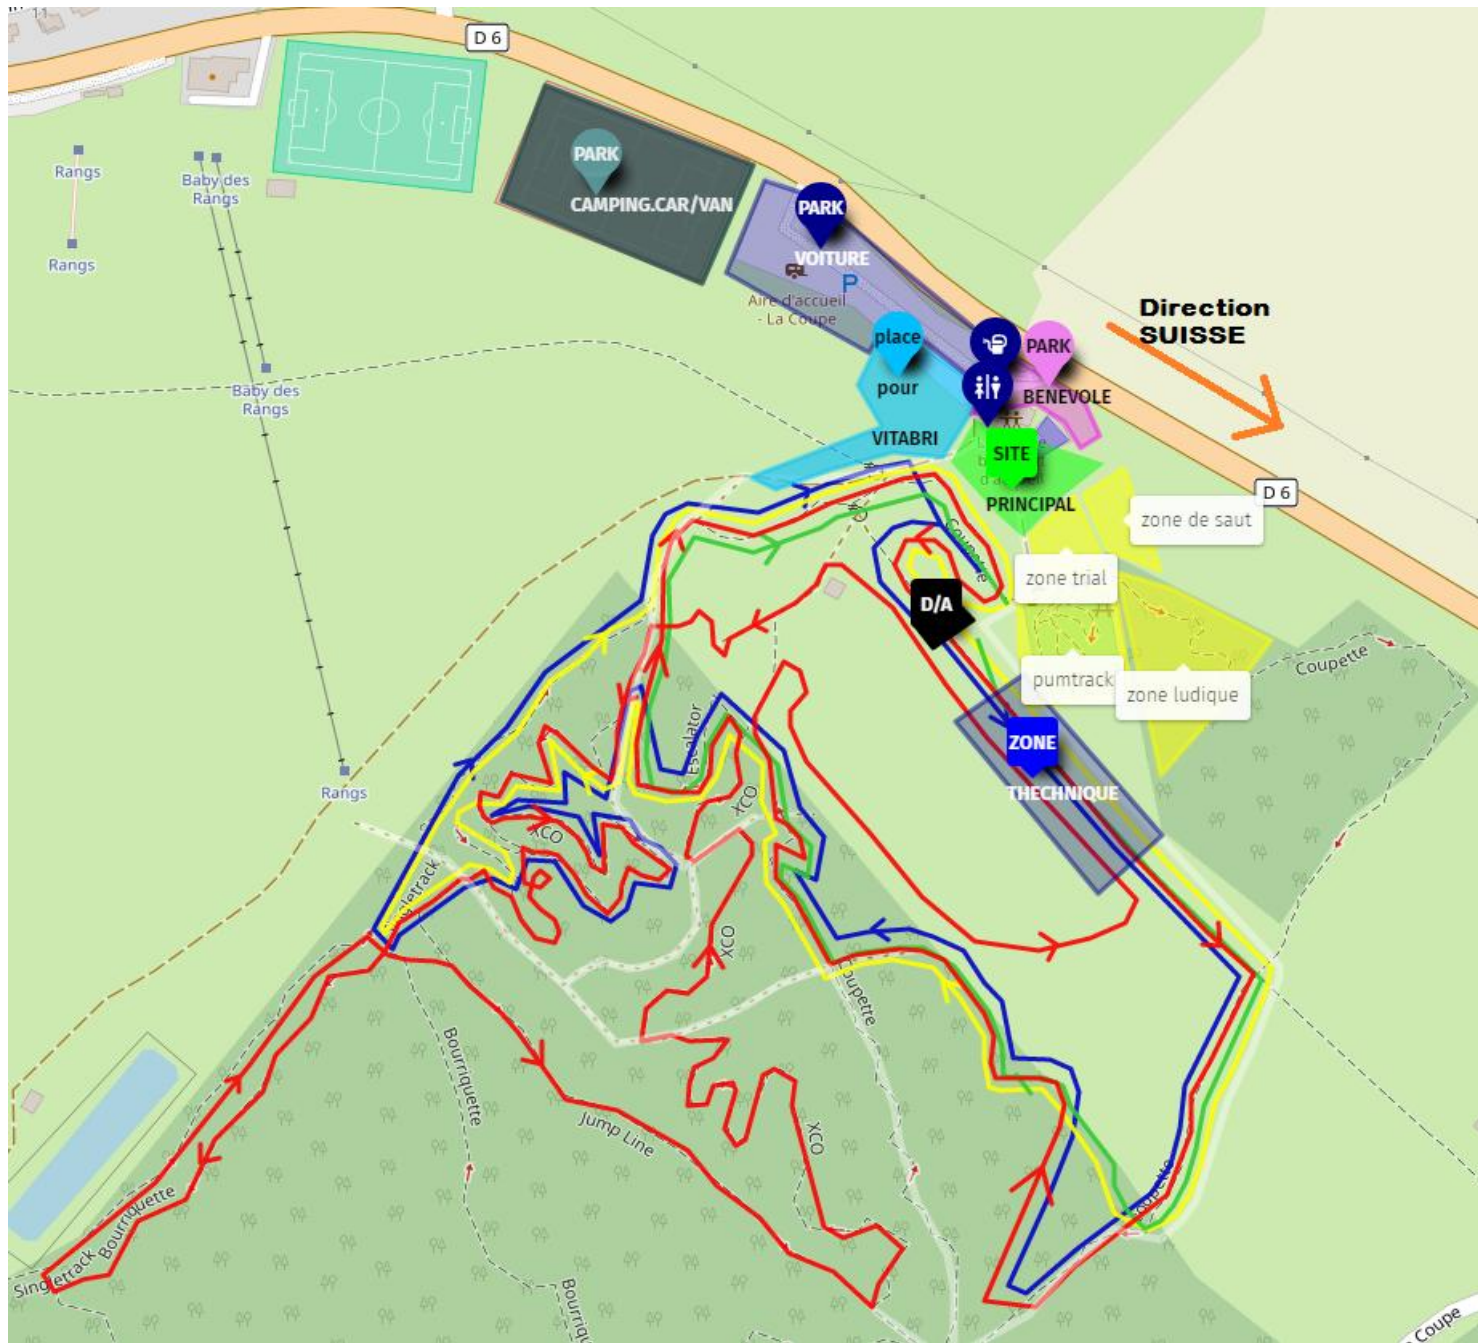 D 6
PARK
CAMPING.CAR/VAN
PARK
VOITURE
P
Aire d'accueil
- La Coupe
Rangs
Baby des
Rangs
Rangs
Baby des
Rangs
Rangs
Direction
SUISSE
place
pour
VITABRI
PARK
BENEVOLE
SITE
PRINCIPAL
D 6
zone de saut
zone trial
Coupette
D/A
pumtrack
zone ludique
Coupette
ZONE
THECHNIQUE
Escalator
XCO
XCO
XCO
Coupette
Bourriquette
Jump Line
XCO
Coupette
Bourriquette
Singletrack
Coupe